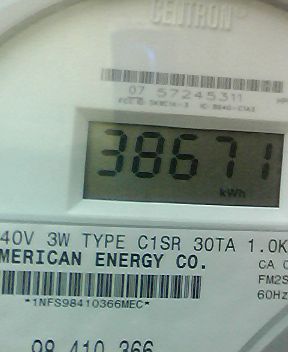 CENTRON
07 57245311
38671
kWh
40V 3W TYPE C1SR 30TA 1.0K
MERICAN ENERGY CO.
CA 0
FM2S
60Hz
*1NFS98410366MEC*
98 410 366